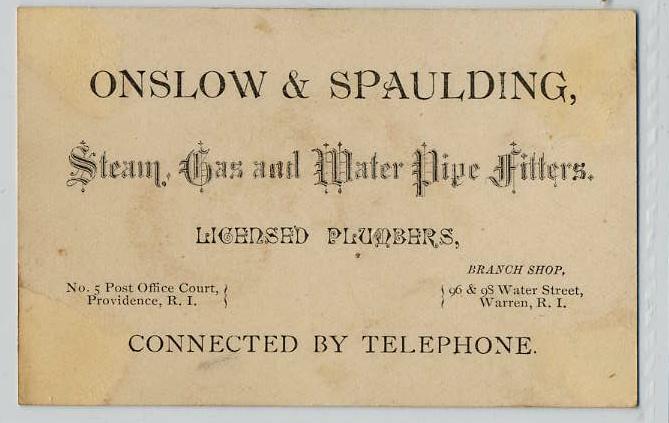 ONSLOW & SPAULDING,
Steam, Gas and Water Pipe Fitters.
LICENSED PLUMBERS,
BRANCH SHOP,
No. 5 Post Office Court,
Providence, R. I.
96 & 98 Water Street,
Warren, R. I.
CONNECTED BY TELEPHONE.